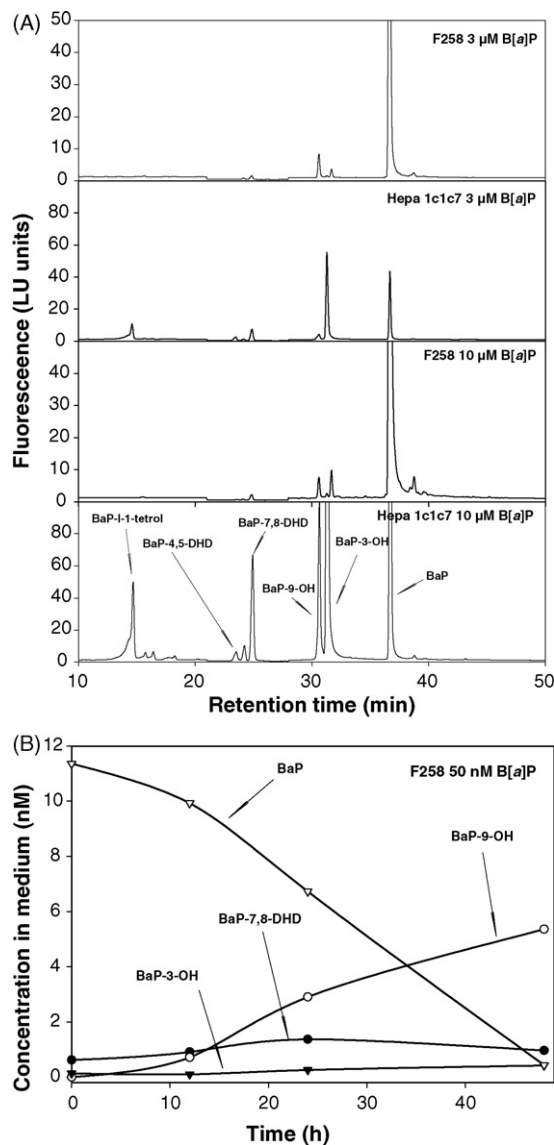 (A)
F258 3 µM B[a]P
50
40
30
20
10
0
Hepa 1c1c7 3 µM B[a]P
80
60
40
20
0
F258 10 µM B[a]P
40
30
20
10
0
Hepa 1c1c7 10 µM B[a]P
BaP-I-1-tetrol
BaP-4,5-DHD
BaP-7,8-DHD
BaP-9-OH
BaP-3-OH
BaP
100
80
60
40
20
0
Fluoresceence (LU units)
10 20 30 40 50
Retention time (min)
(B)
F258 50 nM B[a]P
BaP
BaP-9-OH
BaP-7,8-DHD
BaP-3-OH
12
10
8
6
4
2
0
Concentration in medium (nM)
0 20 40
Time (h)